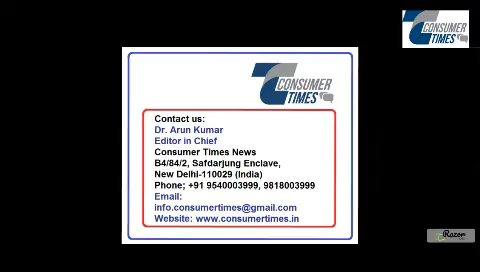 CONSUMER
TIMES
CONSUMER
TIMES
Contact us:
Dr. Arun Kumar
Editor in Chief
Consumer Times News
B4/84/2, Safdarjung Enclave,
New Delhi-110029 (India)
Phone; +91 9540003999, 9818003999
Email:
info.consumertimes@gmail.com
Website: www.consumertimes.in
iRazor